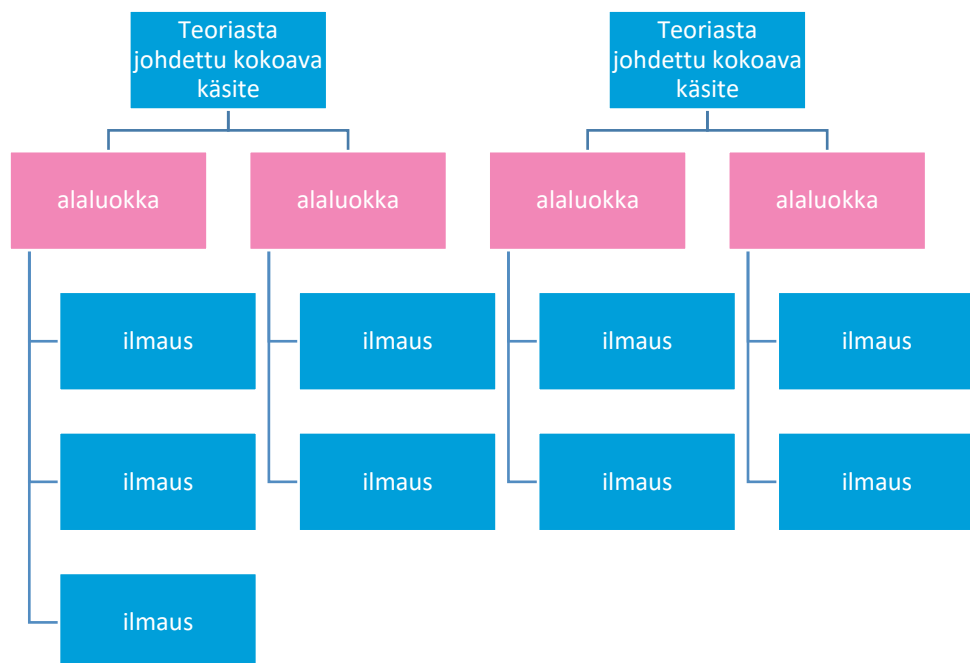 Teoriasta
johdettu kokoava
käsite
Teoriasta
johdettu kokoava
käsite
alaluokka
alaluokka
alaluokka
alaluokka
ilmaus
ilmaus
ilmaus
ilmaus
ilmaus
ilmaus
ilmaus
ilmaus
ilmaus